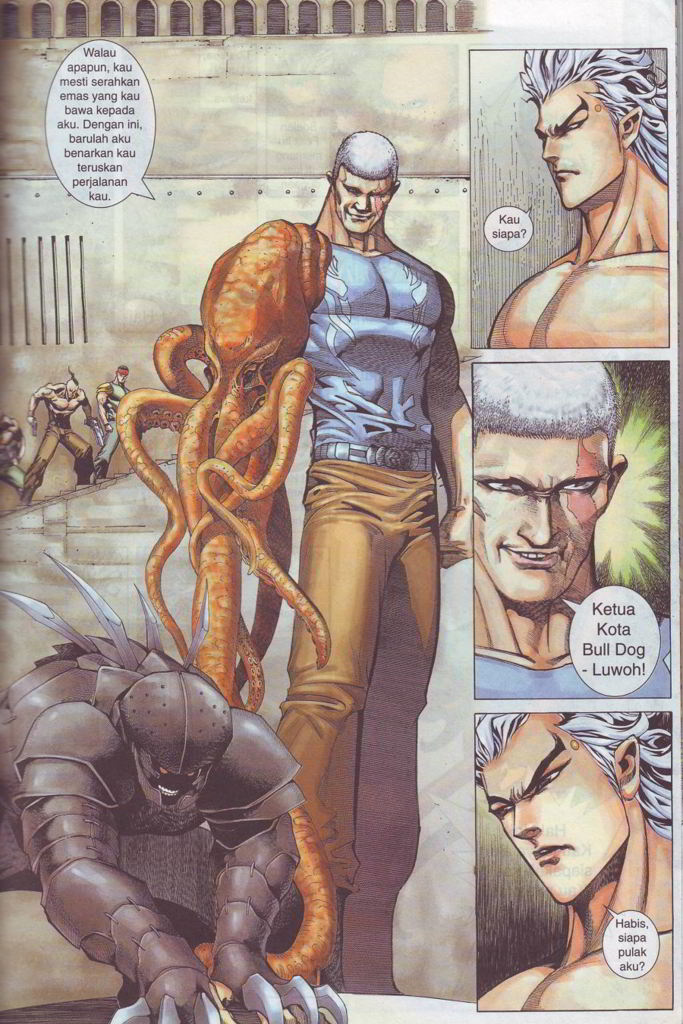 Walau
apapun, kau
mesti serahkan
emas yang kau
bawa kepada
aku. Dengan ini,
barulah aku
benarkan kau
teruskan
perjalanan
kau.
Kau
siapa?
Ketua
Kota
Bull Dog
- Luwoh!
Habis,
siapa
pulak
aku?